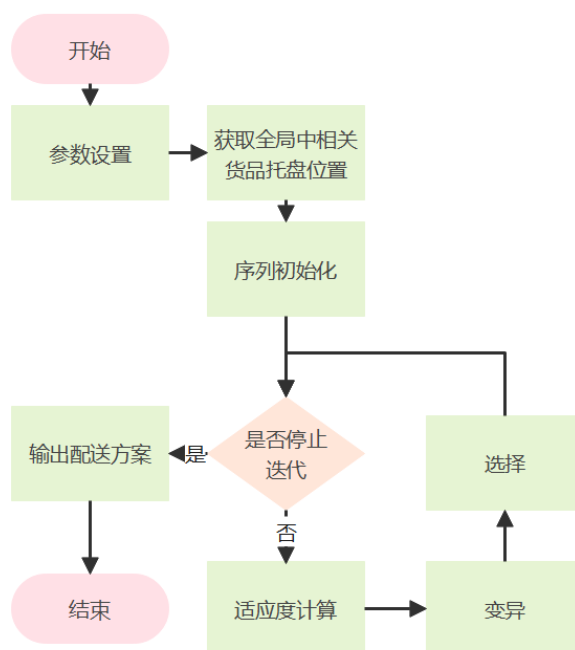 开始
参数设置
获取全局中相关
货品托盘位置
序列初始化
是否停止
迭代
是
输出配送方案
选择
否
结束
适应度计算
变异